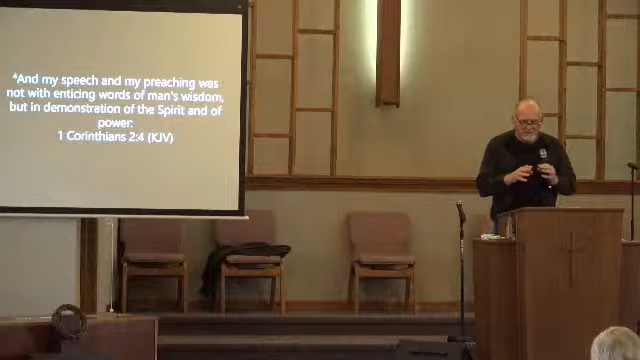 ⁴And my speech and my preaching was
not with enticing words of man's wisdom,
but in demonstration of the Spirit and of
power:
1 Corinthians 2:4 (KJV)